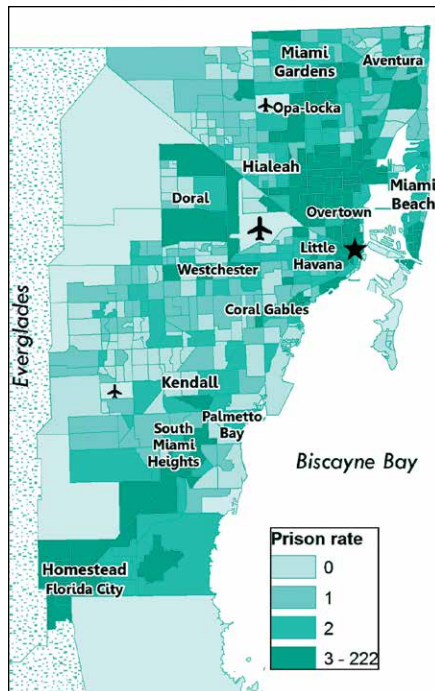 Miami
Gardens
Aventura
Opa-locka
Hialeah
Doral
Miami
Beach
Overtown
Little
Havana
Westchester
Coral Gables
Everglades
Kendall
Palmetto
Bay
South
Miami
Heights
Biscayne Bay
Homestead
Florida City
Prison rate
0
1
2
3 - 222